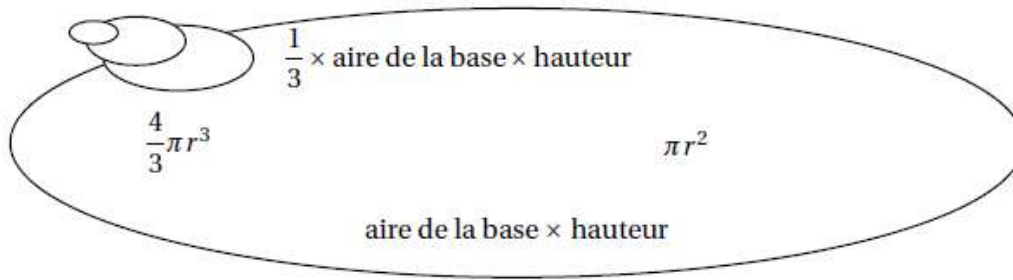 1/3 × aire de la base × hauteur
4/3 π r³
π r²
aire de la base × hauteur